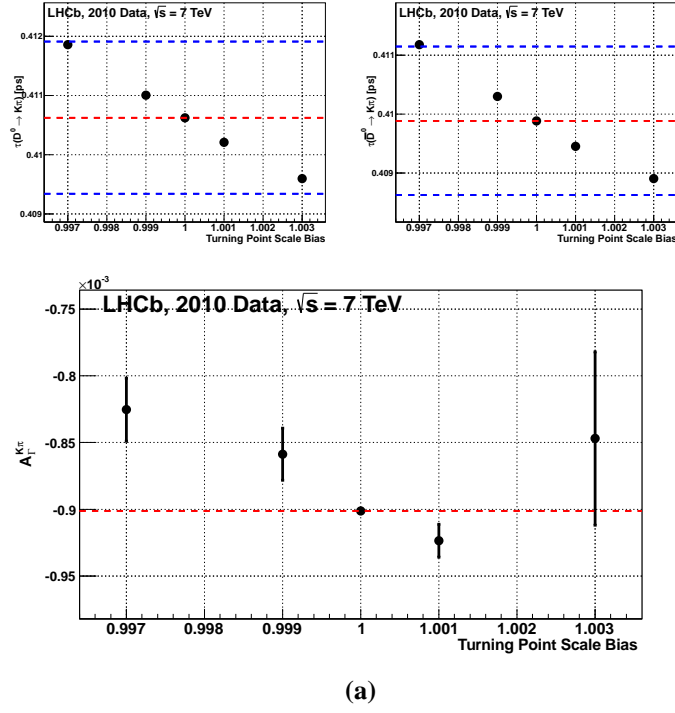 LHCb, 2010 Data, √s = 7 TeV
τ(D⁰ → Kπ) [ps]
0.412
0.411
0.41
0.409
0.997 0.998 0.999 1 1.001 1.002 1.003
Turning Point Scale Bias
LHCb, 2010 Data, √s = 7 TeV
τ(D̅⁰ → Kπ) [ps]
0.411
0.41
0.409
0.997 0.998 0.999 1 1.001 1.002 1.003
Turning Point Scale Bias
×10⁻³
LHCb, 2010 Data, √s = 7 TeV
A_Γ^Kπ
-0.75
-0.8
-0.85
-0.9
-0.95
0.997 0.998 0.999 1 1.001 1.002 1.003
Turning Point Scale Bias
(a)